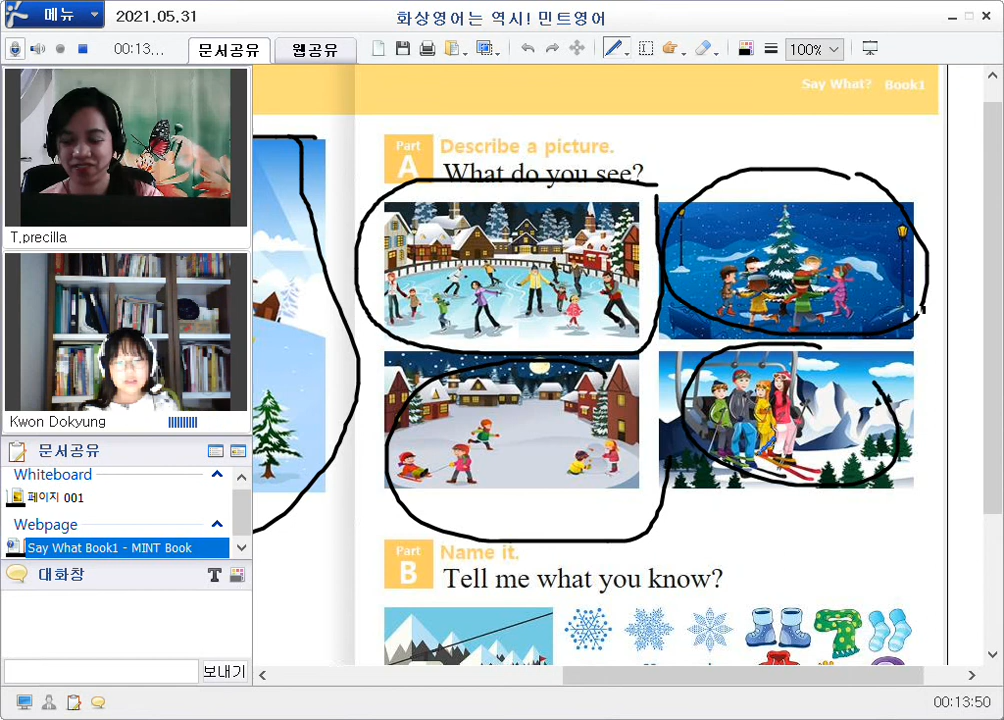 메뉴 2021.05.31 화상영어는 역시! 민트영어
00:13... 문서공유 웹공유 100%
T.precilla
Kwon Dokyung
문서공유
Whiteboard
페이지 001
Webpage
Say What Book1 - MINT Book
대화창
보내기
Say What? Book1
Part A Describe a picture.
What do you see?
Part B Name it.
Tell me what you know?
00:13:50